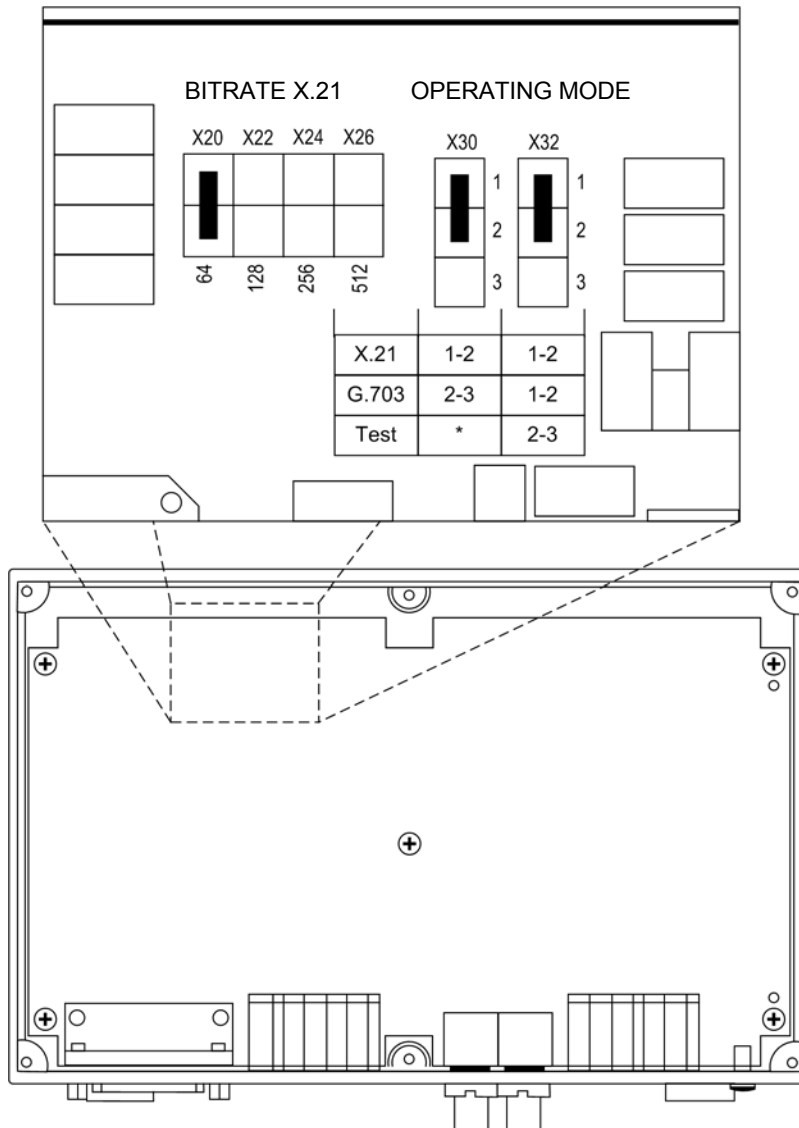 BITRATE X.21 OPERATING MODE
X20 X22 X24 X26 X30 X32
1 1
2 2
64 128 256 512 3 3
X.21 1-2 1-2
G.703 2-3 1-2
Test * 2-3